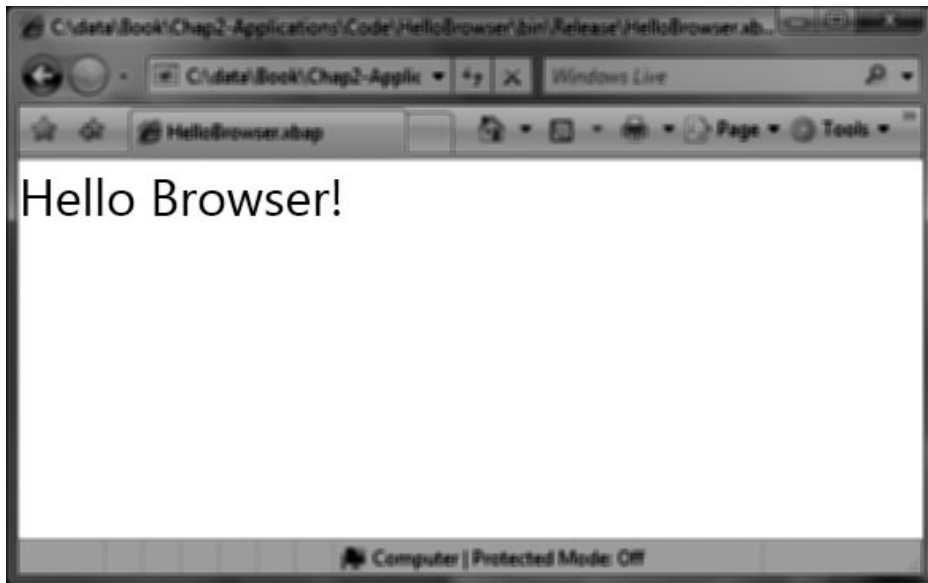 C:\data\Book\Chap2-Applications\Code\HelloBrowser\bin\Release\HelloBrowser.xb...
C:\data\Book\Chap2-Applic
Windows Live
HelloBrowser.xbap
Page
Tools
Hello Browser!
Computer | Protected Mode: Off